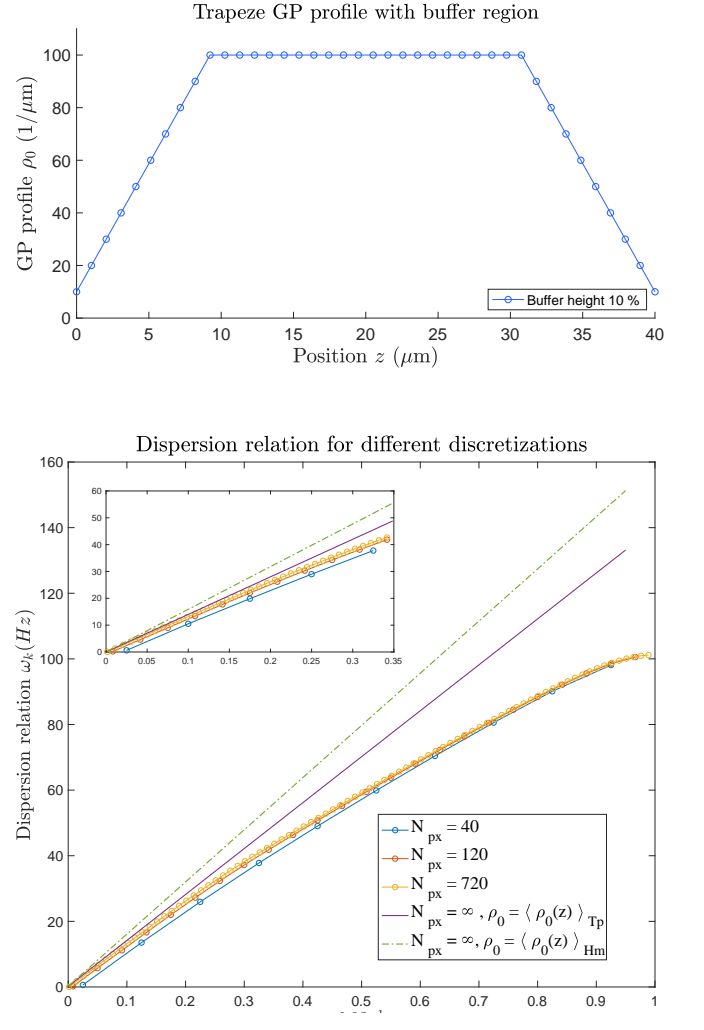 Trapeze GP profile with buffer region
100
80
60
40
20
0
GP profile ρ0 (1/μm)
Buffer height 10 %
0 5 10 15 20 25 30 35 40
Position z (μm)
Dispersion relation for different discretizations
160
140
120
100
80
60
40
20
0
Dispersion relation ωk(Hz)
60
50
40
30
20
10
0
0 0.05 0.1 0.15 0.2 0.25 0.3 0.35
N px = 40
N px = 120
N px = 720
N px = ∞ , ρ0 = ⟨ ρ0(z) ⟩ Tp
N px = ∞, ρ0 = ⟨ ρ0(z) ⟩ Hm
0 0.1 0.2 0.3 0.4 0.5 0.6 0.7 0.8 0.9 1